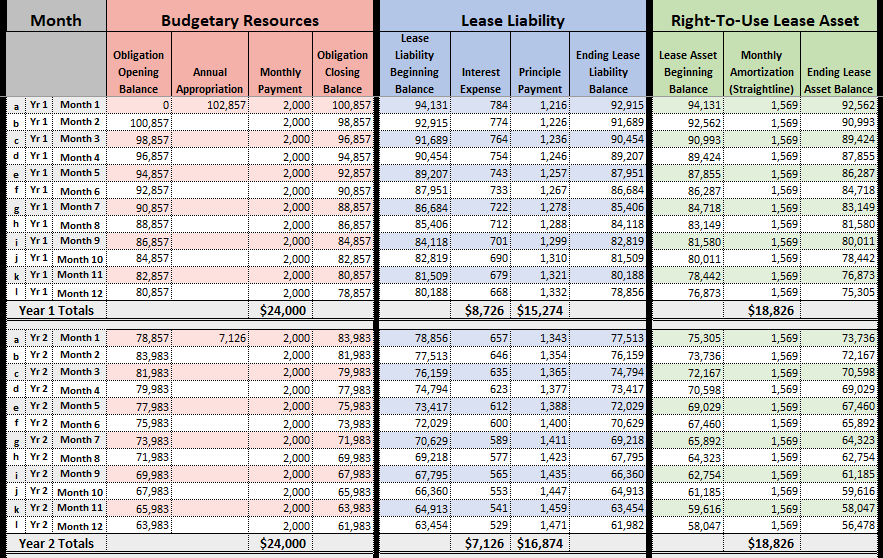 Month Budgetary Resources Lease Liability Right-To-Use Lease Asset
Obligation Opening Balance Annual Appropriation Monthly Payment Obligation Closing Balance Lease Liability Beginning Balance Interest Expense Principle Payment Ending Lease Liability Balance Lease Asset Beginning Balance Monthly Amortization (Straightline) Ending Lease Asset Balance
a Yr 1 Month 1 0 102,857 2,000 100,857 94,131 784 1,216 92,915 94,131 1,569 92,562
b Yr 1 Month 2 100,857 2,000 98,857 92,915 774 1,226 91,689 92,562 1,569 90,993
c Yr 1 Month 3 98,857 2,000 96,857 91,689 764 1,236 90,454 90,993 1,569 89,424
d Yr 1 Month 4 96,857 2,000 94,857 90,454 754 1,246 89,207 89,424 1,569 87,855
e Yr 1 Month 5 94,857 2,000 92,857 89,207 743 1,257 87,951 87,855 1,569 86,287
f Yr 1 Month 6 92,857 2,000 90,857 87,951 733 1,267 86,684 86,287 1,569 84,718
g Yr 1 Month 7 90,857 2,000 88,857 86,684 722 1,278 85,406 84,718 1,569 83,149
h Yr 1 Month 8 88,857 2,000 86,857 85,406 712 1,288 84,118 83,149 1,569 81,580
i Yr 1 Month 9 86,857 2,000 84,857 84,118 701 1,299 82,819 81,580 1,569 80,011
j Yr 1 Month 10 84,857 2,000 82,857 82,819 690 1,310 81,509 80,011 1,569 78,442
k Yr 1 Month 11 82,857 2,000 80,857 81,509 679 1,321 80,188 78,442 1,569 76,873
l Yr 1 Month 12 80,857 2,000 78,857 80,188 668 1,332 78,856 76,873 1,569 75,305
Year 1 Totals $24,000 $8,726 $15,274 $18,826
a Yr 2 Month 1 78,857 7,126 2,000 83,983 78,856 657 1,343 77,513 75,305 1,569 73,736
b Yr 2 Month 2 83,983 2,000 81,983 77,513 646 1,354 76,159 73,736 1,569 72,167
c Yr 2 Month 3 81,983 2,000 79,983 76,159 635 1,365 74,794 72,167 1,569 70,598
d Yr 2 Month 4 79,983 2,000 77,983 74,794 623 1,377 73,417 70,598 1,569 69,029
e Yr 2 Month 5 77,983 2,000 75,983 73,417 612 1,388 72,029 69,029 1,569 67,460
f Yr 2 Month 6 75,983 2,000 73,983 72,029 600 1,400 70,629 67,460 1,569 65,892
g Yr 2 Month 7 73,983 2,000 71,983 70,629 589 1,411 69,218 65,892 1,569 64,323
h Yr 2 Month 8 71,983 2,000 69,983 69,218 577 1,423 67,795 64,323 1,569 62,754
i Yr 2 Month 9 69,983 2,000 67,983 67,795 565 1,435 66,360 62,754 1,569 61,185
j Yr 2 Month 10 67,983 2,000 65,983 66,360 553 1,447 64,913 61,185 1,569 59,616
k Yr 2 Month 11 65,983 2,000 63,983 64,913 541 1,459 63,454 59,616 1,569 58,047
l Yr 2 Month 12 63,983 2,000 61,983 63,454 529 1,471 61,982 58,047 1,569 56,478
Year 2 Totals $24,000 $7,126 $16,874 $18,826